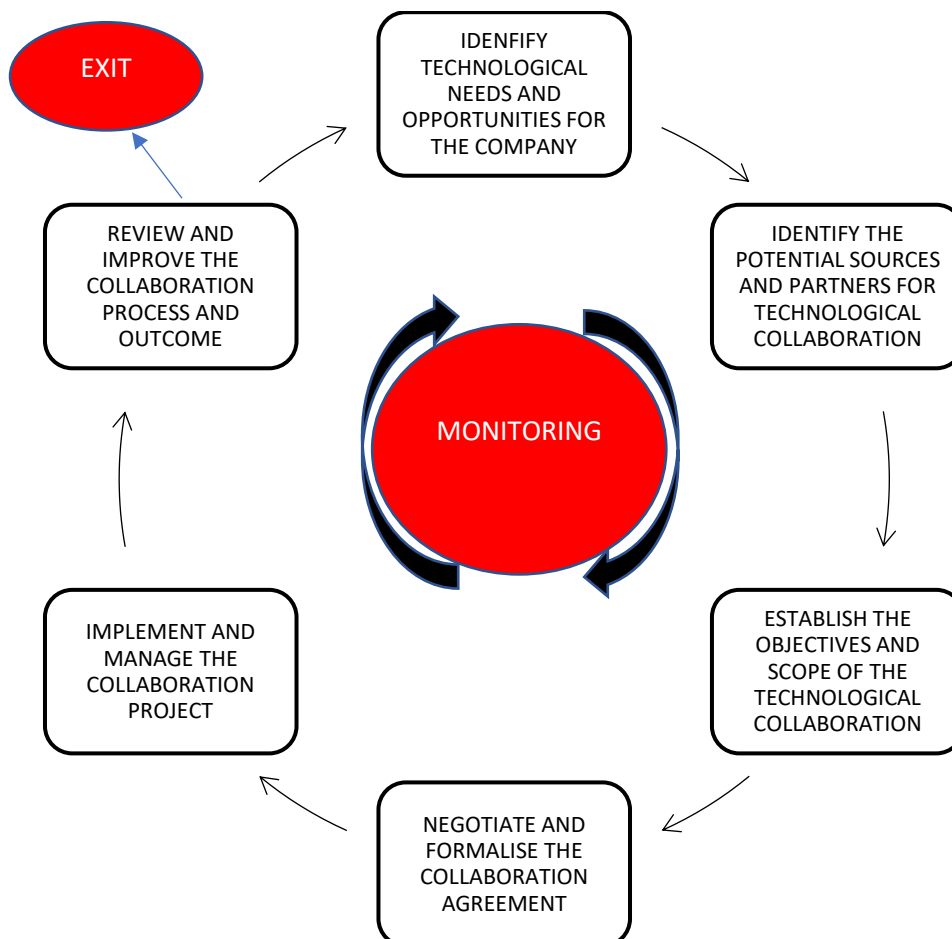 EXIT
IDENFIFY
TECHNOLOGICAL
NEEDS AND
OPPORTUNITIES FOR
THE COMPANY
IDENTIFY THE
POTENTIAL SOURCES
AND PARTNERS FOR
TECHNOLOGICAL
COLLABORATION
ESTABLISH THE
OBJECTIVES AND
SCOPE OF THE
TECHNOLOGICAL
COLLABORATION
NEGOTIATE AND
FORMALISE THE
COLLABORATION
AGREEMENT
IMPLEMENT AND
MANAGE THE
COLLABORATION
PROJECT
REVIEW AND
IMPROVE THE
COLLABORATION
PROCESS AND
OUTCOME
MONITORING